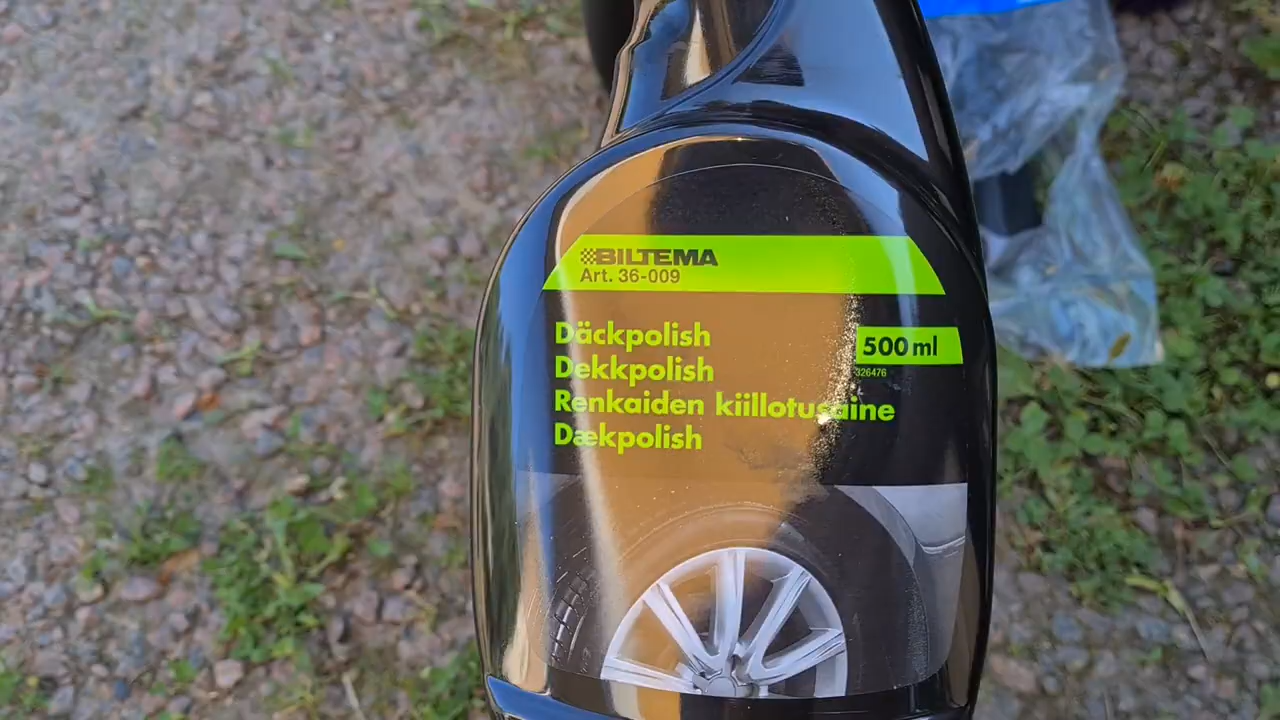 BILTEMA
Art. 36-009
Däckpolish
500 ml
326476
Dekkpolish
Renkaiden kiillotusaine
Dækpolish